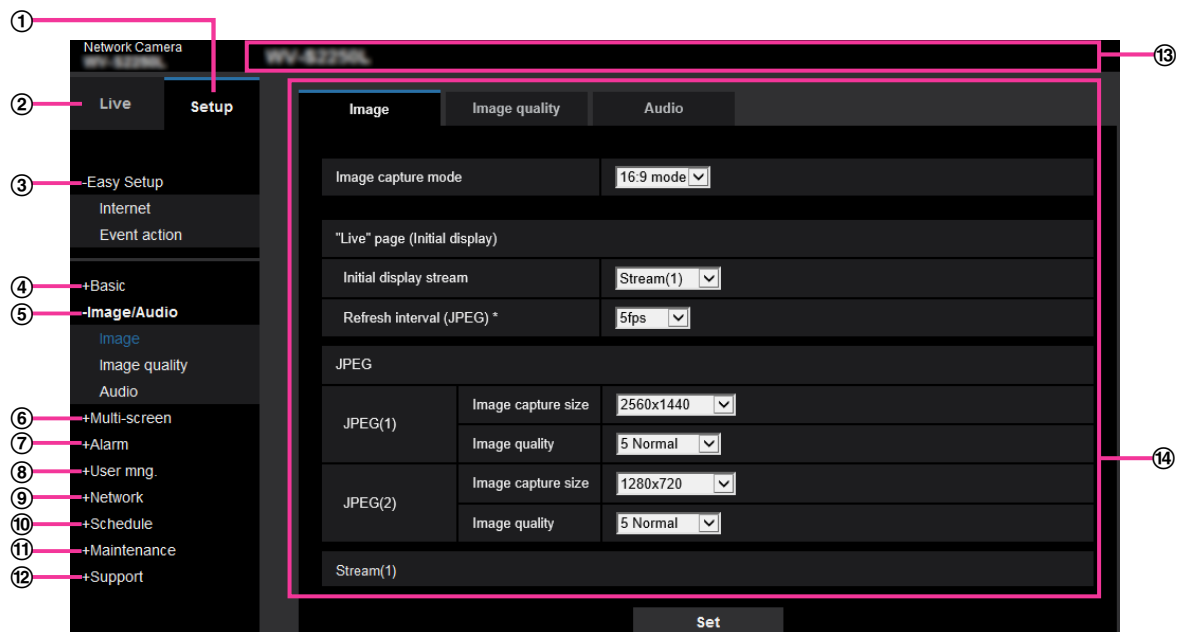 ①
Network Camera
⑬
② Live Setup
Image Image quality Audio
③ -Easy Setup
Internet
Event action
④ +Basic
⑤ -Image/Audio
Image
Image quality
Audio
⑥ +Multi-screen
⑦ +Alarm
⑧ +User mng.
⑨ +Network
⑩ +Schedule
⑪ +Maintenance
⑫ +Support
Image capture mode 16:9 mode
"Live" page (Initial display)
Initial display stream Stream(1)
Refresh interval (JPEG) * 5fps
JPEG
JPEG(1) Image capture size 2560x1440
Image quality 5 Normal
JPEG(2) Image capture size 1280x720
Image quality 5 Normal
Stream(1)
⑭
Set